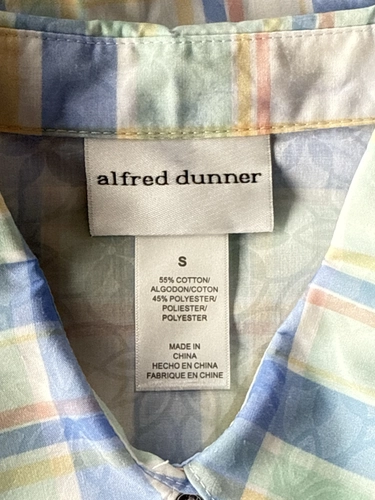 alfred dunner
S
55% COTTON/
ALGODON/COTON
45% POLYESTER/
POLIESTER/
POLYESTER
MADE IN
CHINA
HECHO EN CHINA
FABRIQUE EN CHINE